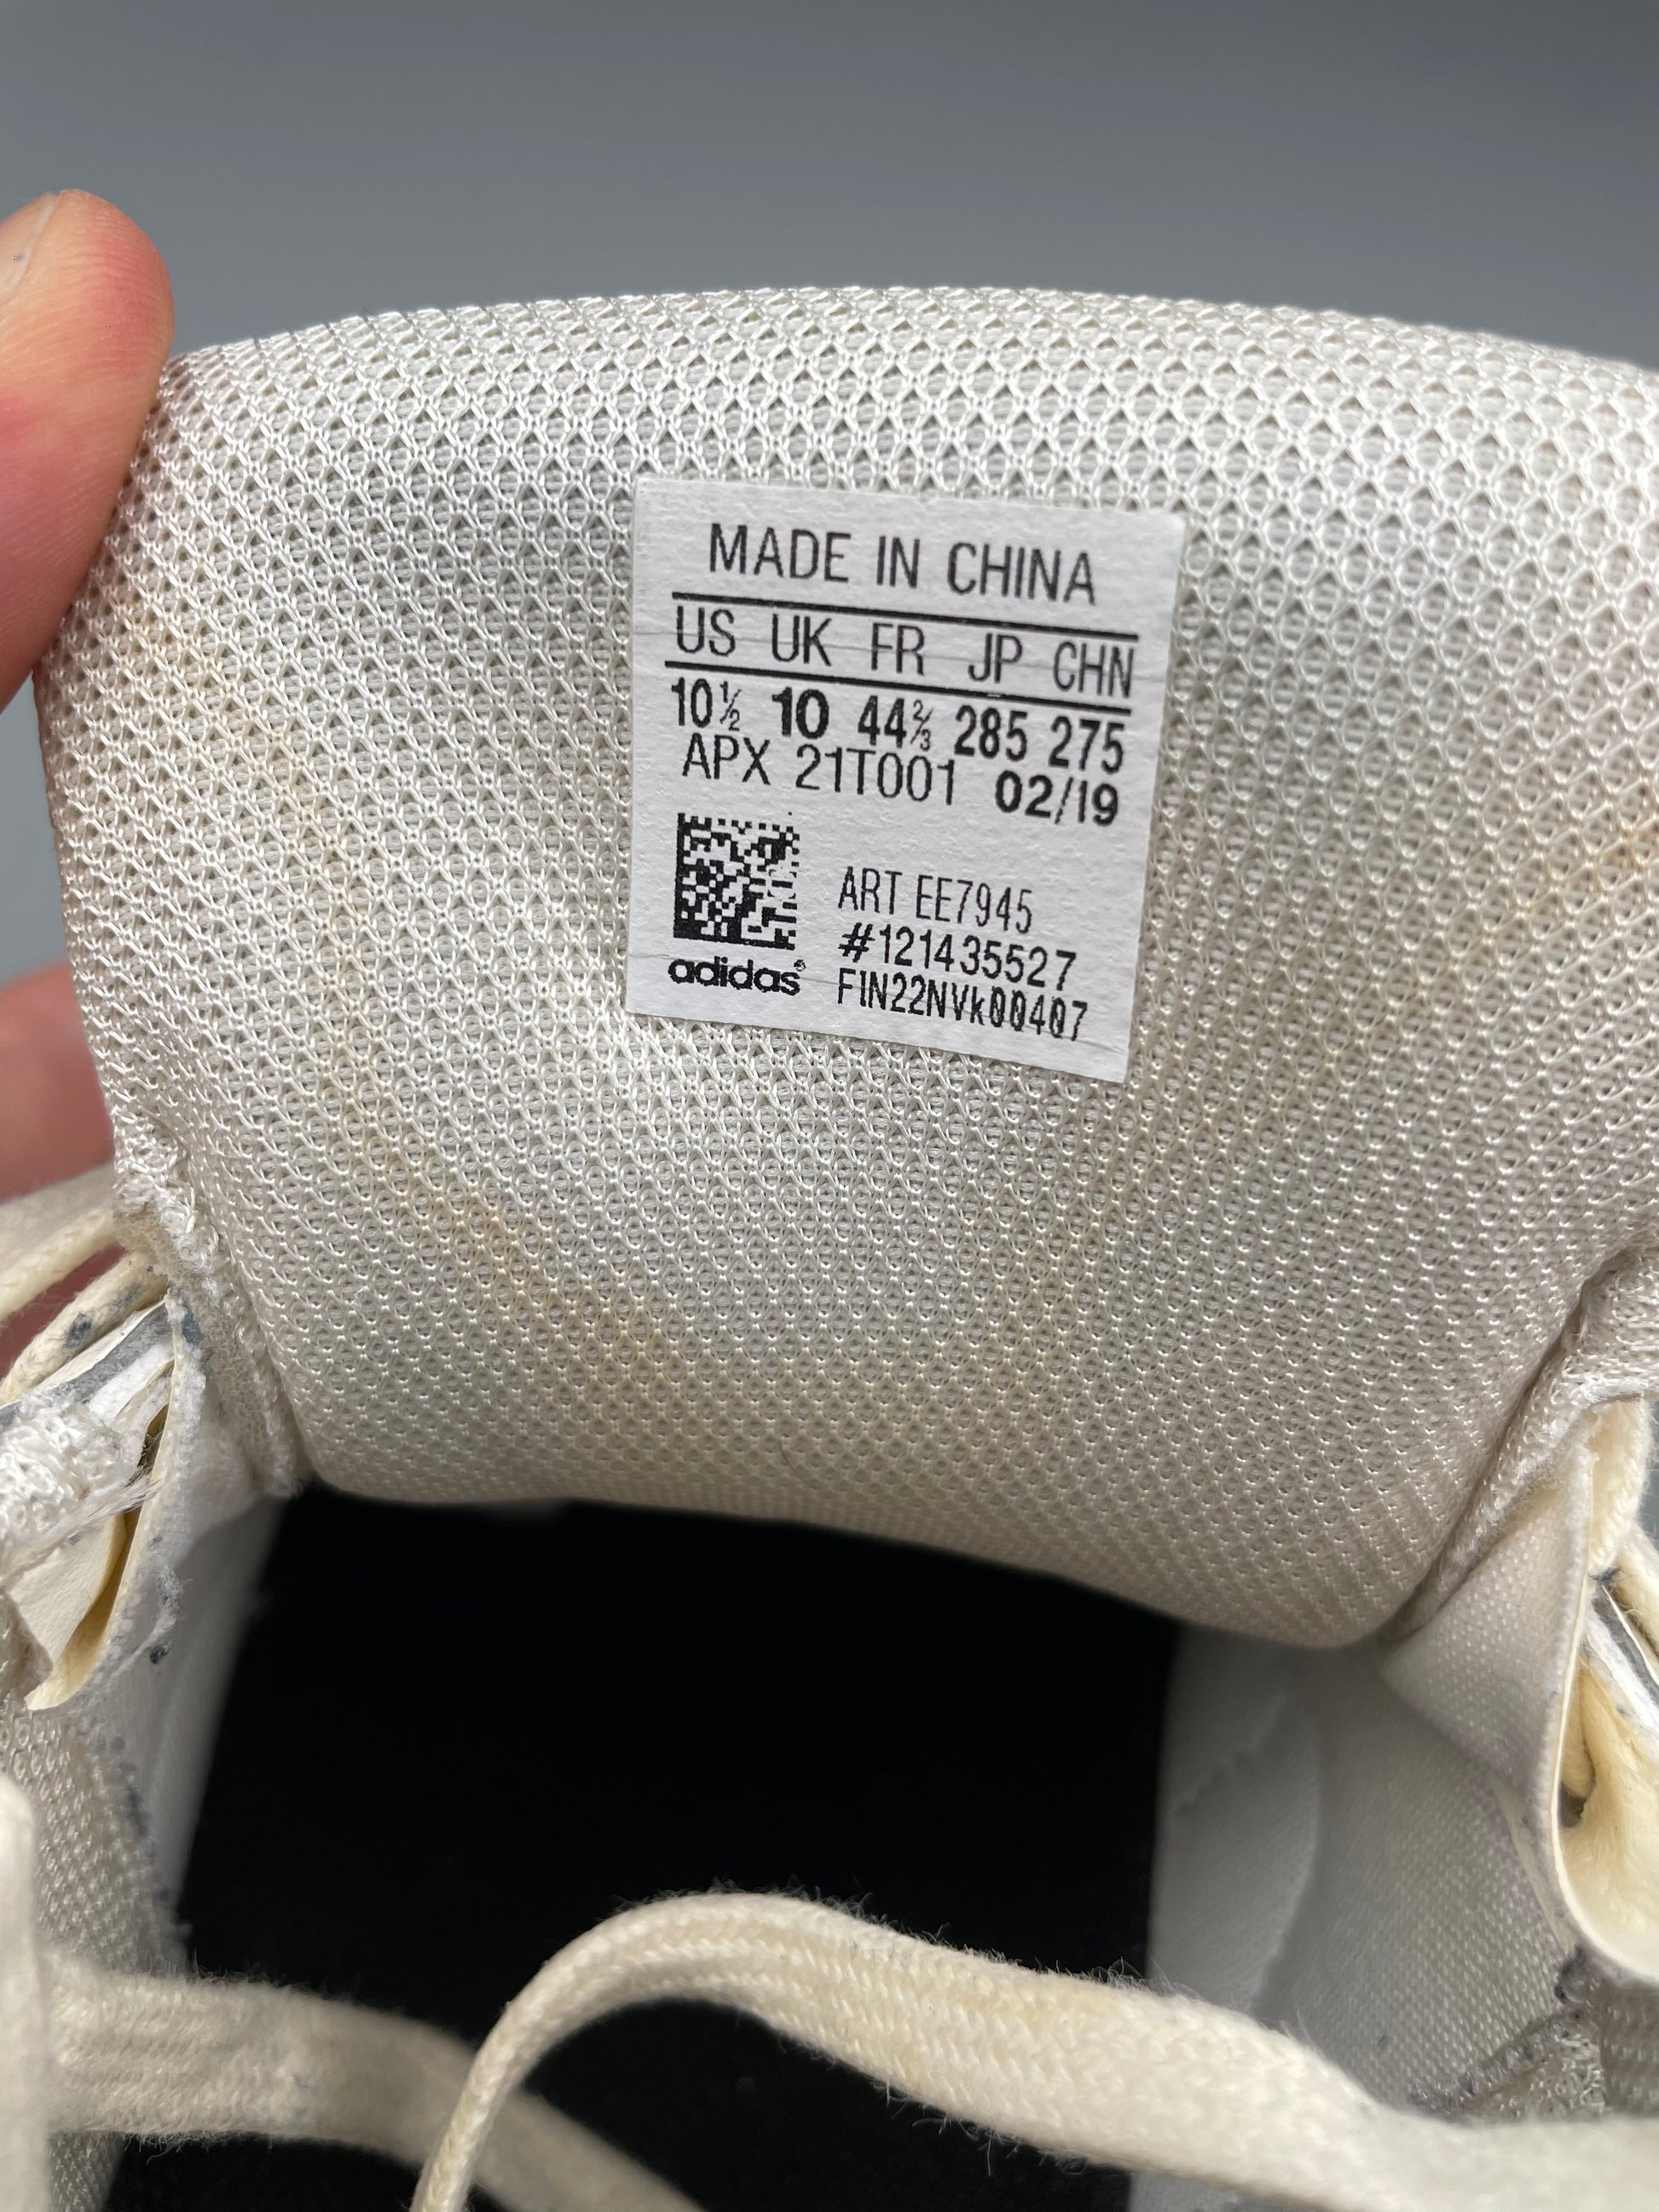 MADE IN CHINA
US UK FR JP CHN
10½ 10 44⅔ 285 275
APX 21T001 02/19
ART EE7945
#121435527
adidas®
FIN22NVk00407